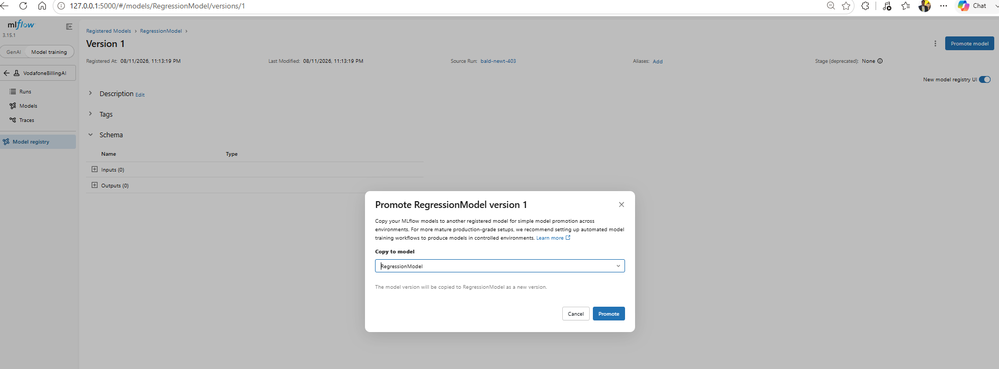 127.0.0.1:5000/#/models/RegressionModel/versions/1
Chat
mlflow
3.15.1
GenAI Model training
VodafoneBillingAI
Runs
Models
Traces
Model registry
Registered Models > RegressionModel >
Version 1
Promote model
Registered At: 08/11/2026, 11:13:19 PM Last Modified: 08/11/2026, 11:13:19 PM Source Run: bald-newt-403 Aliases: Add Stage (deprecated): None
New model registry UI
Description Edit
Tags
Schema
Name Type
Inputs (0)
Outputs (0)
Promote RegressionModel version 1
Copy your MLflow models to another registered model for simple model promotion across
environments. For more mature production-grade setups, we recommend setting up automated model
training workflows to produce models in controlled environments. Learn more
Copy to model
RegressionModel
The model version will be copied to RegressionModel as a new version.
Cancel Promote